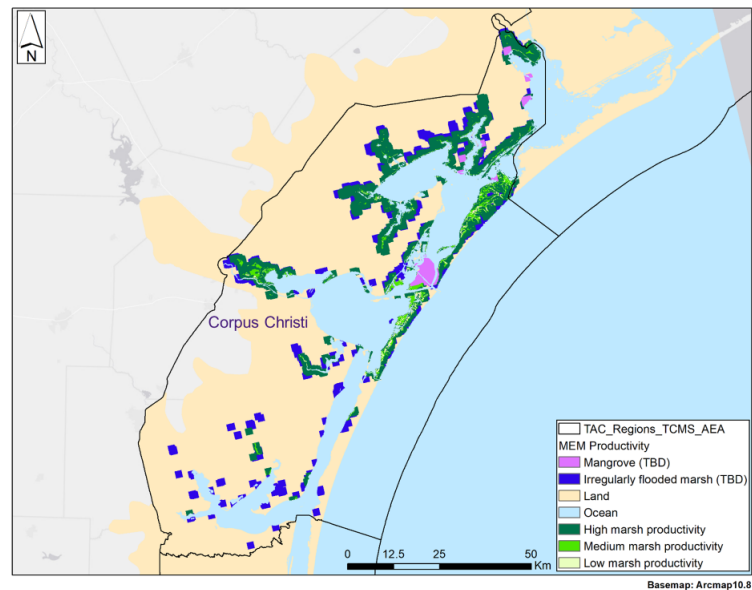 N
Corpus Christi
TAC_Regions_TCMS_AEA
MEM Productivity
Mangrove (TBD)
Irregularly flooded marsh (TBD)
Land
Ocean
High marsh productivity
Medium marsh productivity
Low marsh productivity
0 12.5 25 50
Km
Basemap: Arcmap10.8